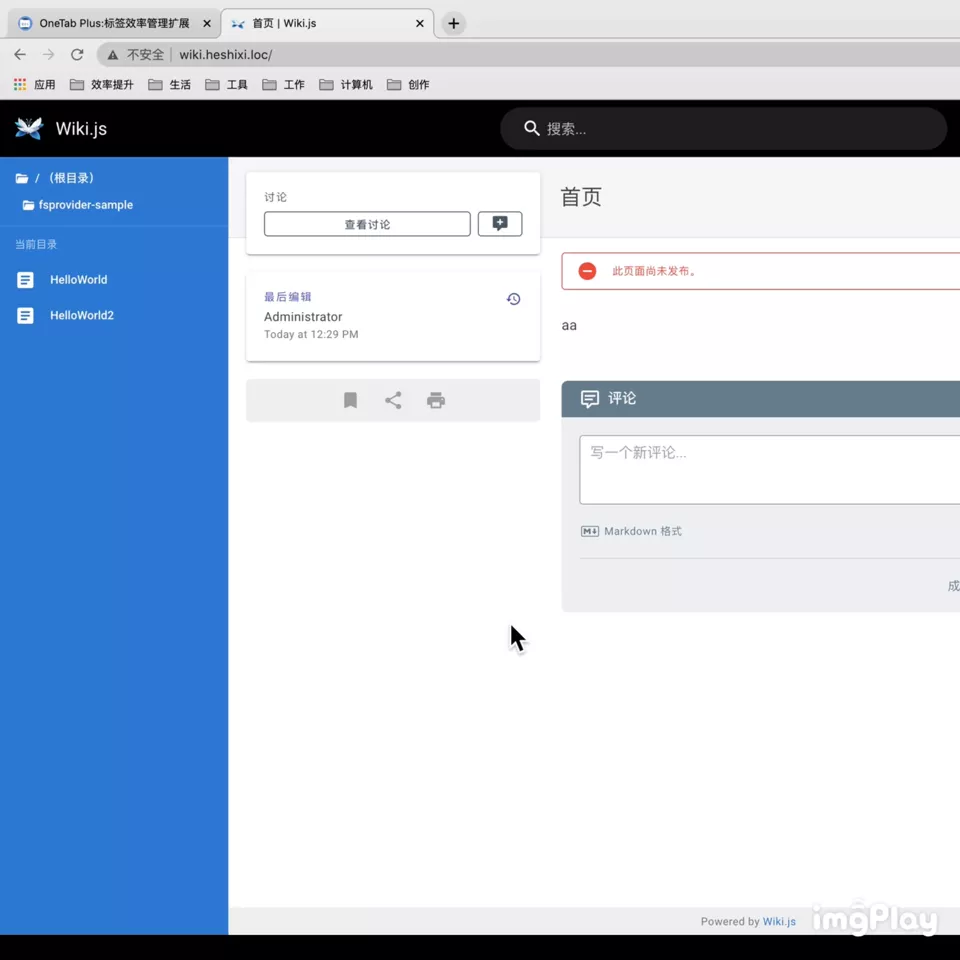 OneTab Plus:标签效率管理扩展
首页 | Wiki.js
不安全
wiki.heshixi.loc/
应用 效率提升 生活 工具 工作 计算机 创作
Wiki.js
搜索...
/ (根目录)
fsprovider-sample
当前目录
HelloWorld
HelloWorld2
讨论
查看讨论
最后编辑
Administrator
Today at 12:29 PM
首页
此页面尚未发布。
aa
评论
写一个新评论...
Markdown 格式
成
Powered by Wiki.js
imgPlay